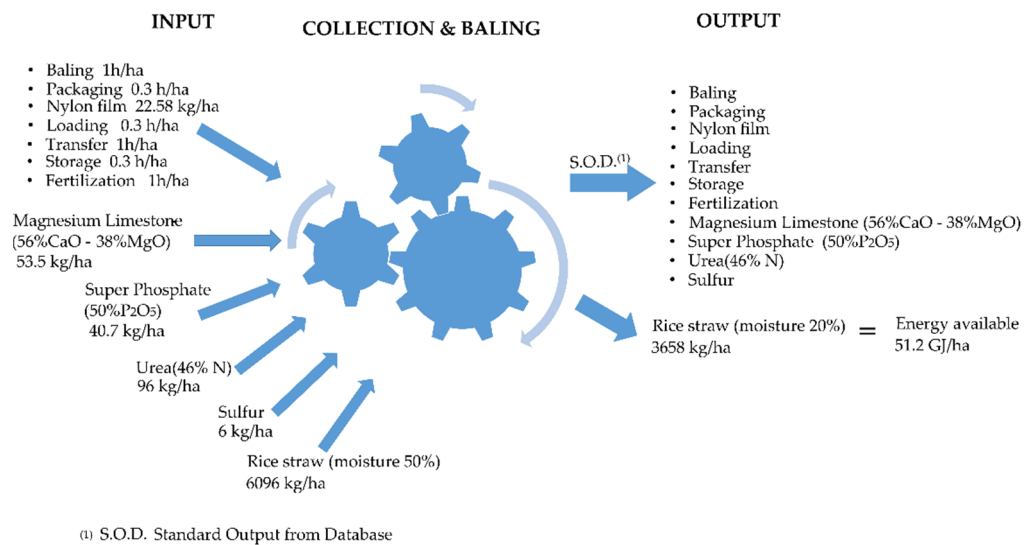 INPUT
COLLECTION & BALING
OUTPUT
• Baling 1h/ha
• Packaging 0.3 h/ha
• Nylon film 22.58 kg/ha
• Loading 0.3 h/ha
• Transfer 1h/ha
• Storage 0.3 h/ha
• Fertilization 1h/ha
Magnesium Limestone
(56%CaO - 38%MgO)
53.5 kg/ha
Super Phosphate
(50%P2O5)
40.7 kg/ha
Urea(46% N)
96 kg/ha
Sulfur
6 kg/ha
Rice straw (moisture 50%)
6096 kg/ha
S.O.D.(1)
• Baling
• Packaging
• Nylon film
• Loading
• Transfer
• Storage
• Fertilization
• Magnesium Limestone (56%CaO - 38%MgO)
• Super Phosphate (50%P2O5)
• Urea(46% N)
• Sulfur
Rice straw (moisture 20%)
3658 kg/ha
=
Energy available
51.2 GJ/ha
(1) S.O.D. Standard Output from Database